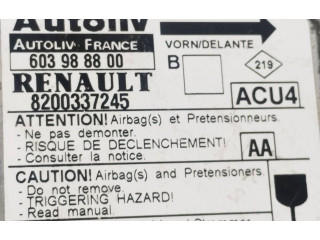 Autoliv
AUTOLIV FRANCE
VORN/DELANTE
603 98 88 00
B
219
RENAULT
8200337245
ACU4
ATTENTION! Airbag(s) et Pretensionneurs.
- Ne pas demonter.
- RISQUE DE DECLENCHEMENT!
- Consulter la notice.
AA
CAUTION! Airbag(s) and Pretensioners
- Do not remove.
- TRIGGERING HAZARD!
- Read manual.